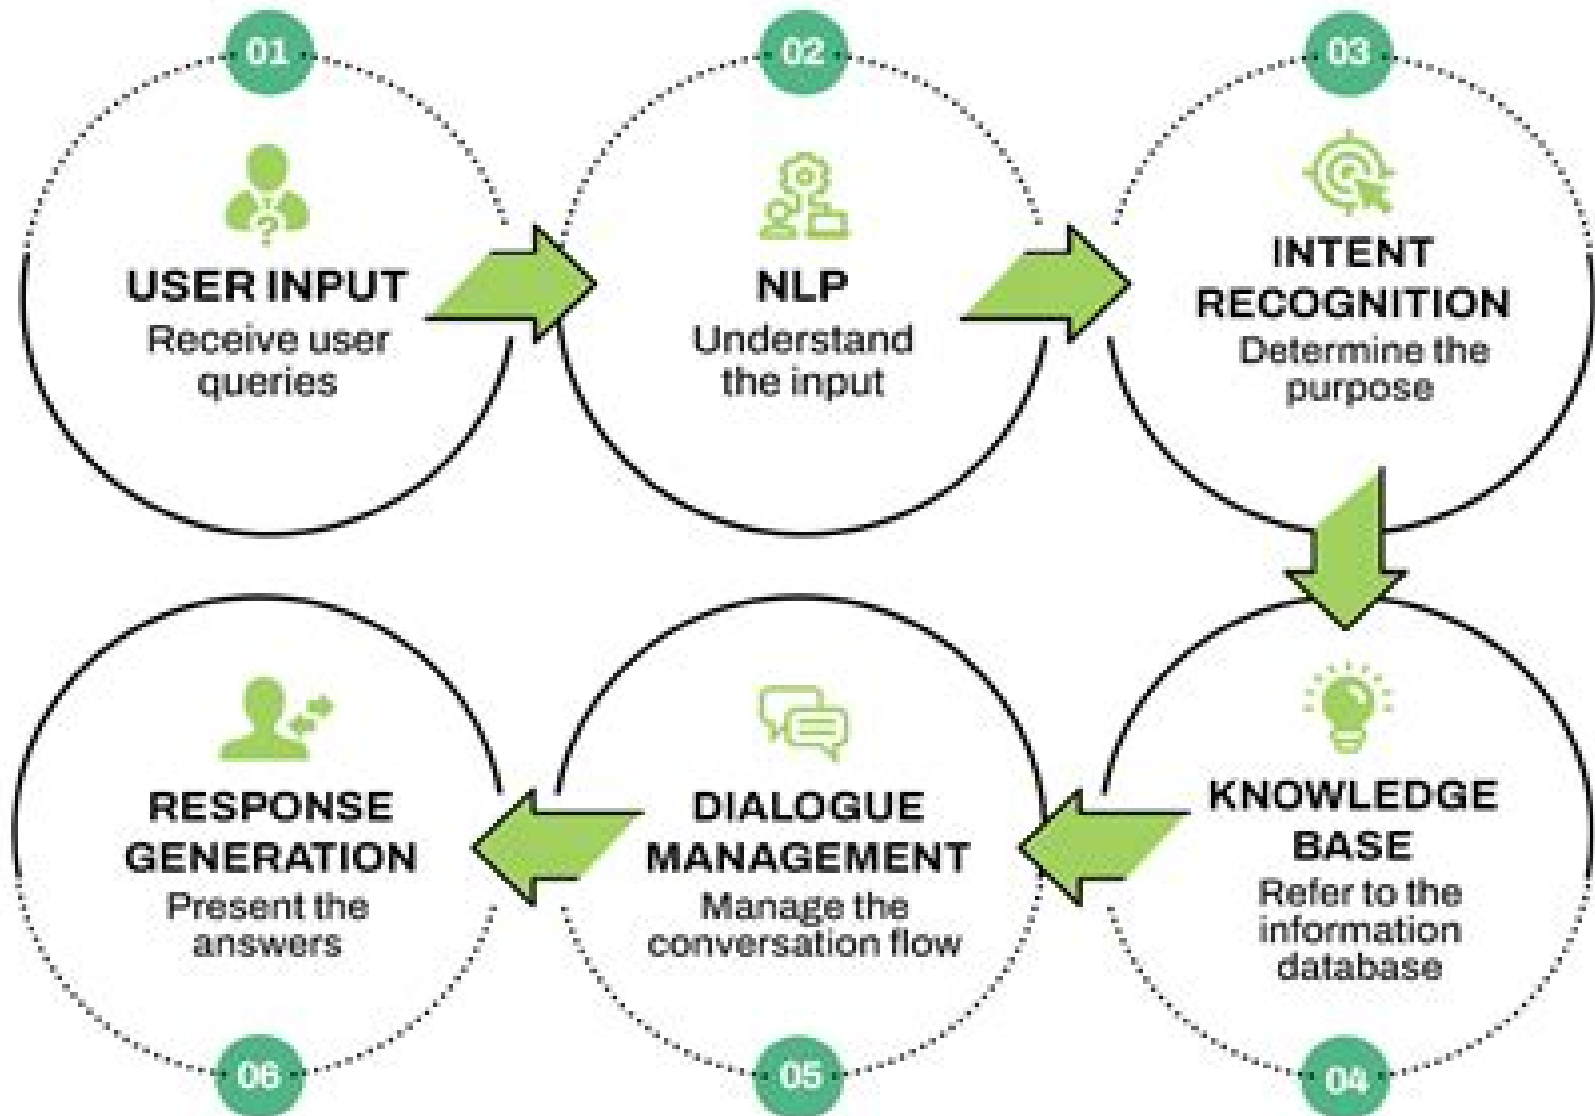 01
USER INPUT
Receive user
queries
02
NLP
Understand
the input
03
INTENT
RECOGNITION
Determine the
purpose
KNOWLEDGE
BASE
Refer to the
information
database
04
DIALOGUE
MANAGEMENT
Manage the
conversation flow
05
?
RESPONSE
GENERATION
Present the
answers
06